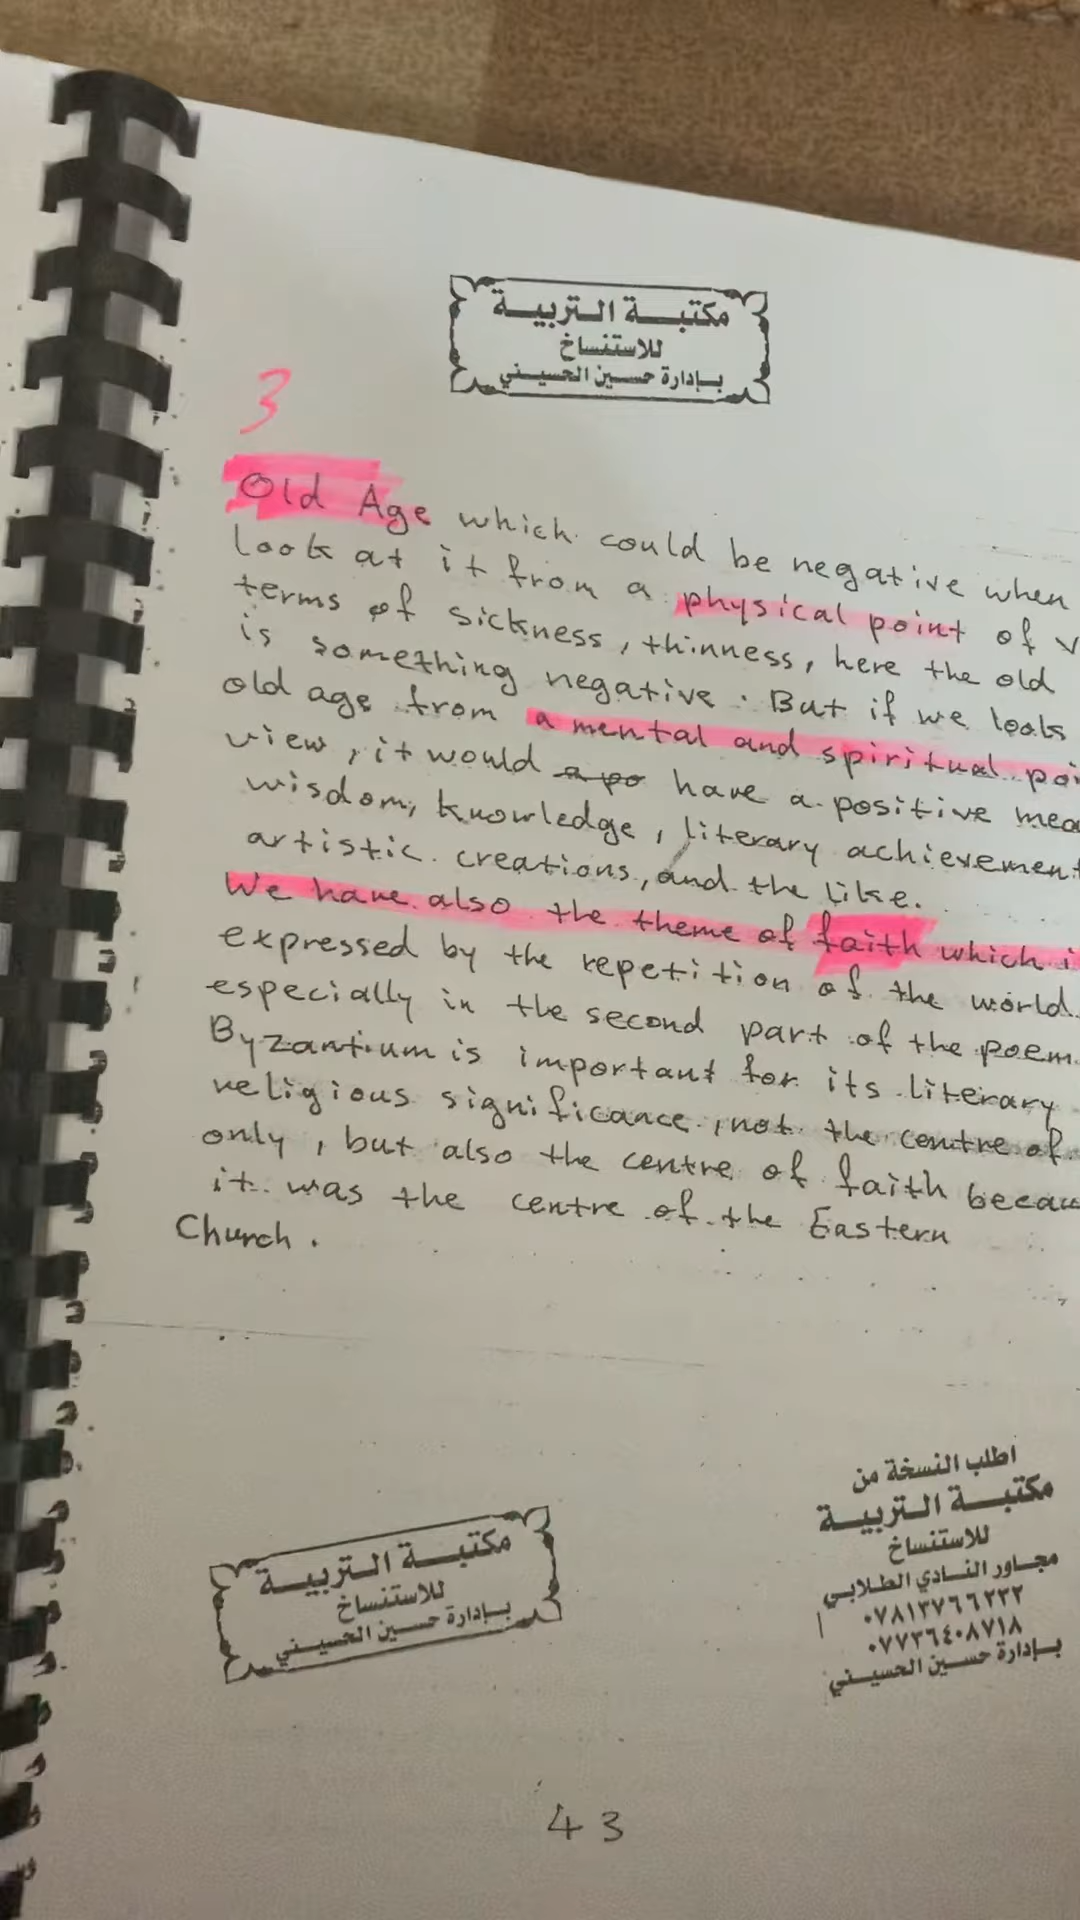 مكتبة التربية
للاستنساخ
بإدارة حسين الحسيني
3
Old Age which could be negative when
look at it from a physical point of
terms of sickness, thinness, here the old
is something negative. But if we looks
old age from a mental and spiritual poi
view, it would have a positive mea
wisdom, knowledge, literary achievement
artistic creations, and the like.
We have also the theme of faith which i
expressed by the repetition of the world
especially in the second part of the poem
Byzantium is important for its literary
religious significance, not the centre of
only, but also the centre of faith becau
it was the centre of the Eastern
Church.
اطلب النسخة من
مكتبة التربية
للاستنساخ
مجاور النادي الطلابي
٠٧٨١٣٧٦٦٢٣٢
٠٧٧٣٦٤٠٨٧١٨
بإدارة حسين الحسيني
مكتبة التربية
للاستنساخ
بإدارة حسين الحسيني
43